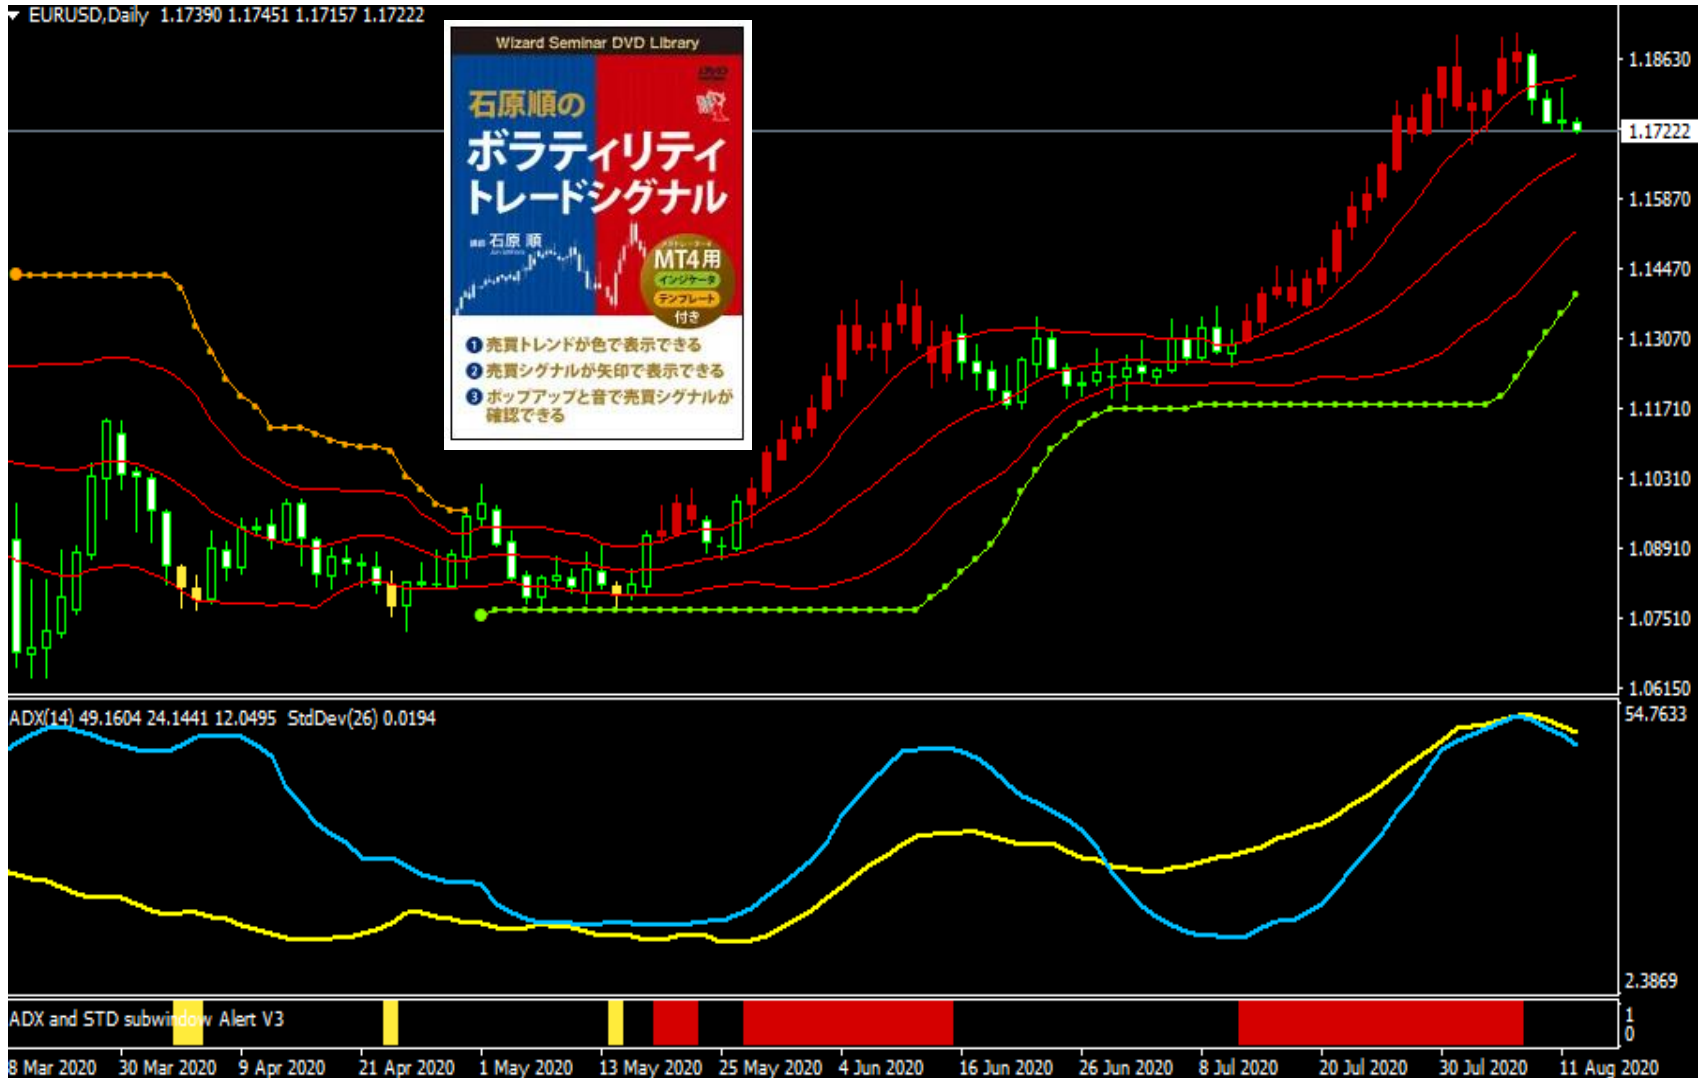 EURUSD,Daily 1.17390 1.17451 1.17157 1.17222
Wizard Seminar DVD Library
石原順の
ボラティリティ
トレードシグナル
石原 順
MT4用
インジケータ
テンプレート
付き
1 売買トレンドが色で表示できる
2 売買シグナルが矢印で表示できる
3 ポップアップと音で売買シグナルが
確認できる
1.18630
1.17222
1.15870
1.14470
1.13070
1.11710
1.10310
1.08910
1.07510
1.06150
ADX(14) 49.1604 24.1441 12.0495 StdDev(26) 0.0194
54.7633
2.3869
ADX and STD subwindow Alert V3
1
0
8 Mar 2020 30 Mar 2020 9 Apr 2020 21 Apr 2020 1 May 2020 13 May 2020 25 May 2020 4 Jun 2020 16 Jun 2020 26 Jun 2020 8 Jul 2020 20 Jul 2020 30 Jul 2020 11 Aug 2020